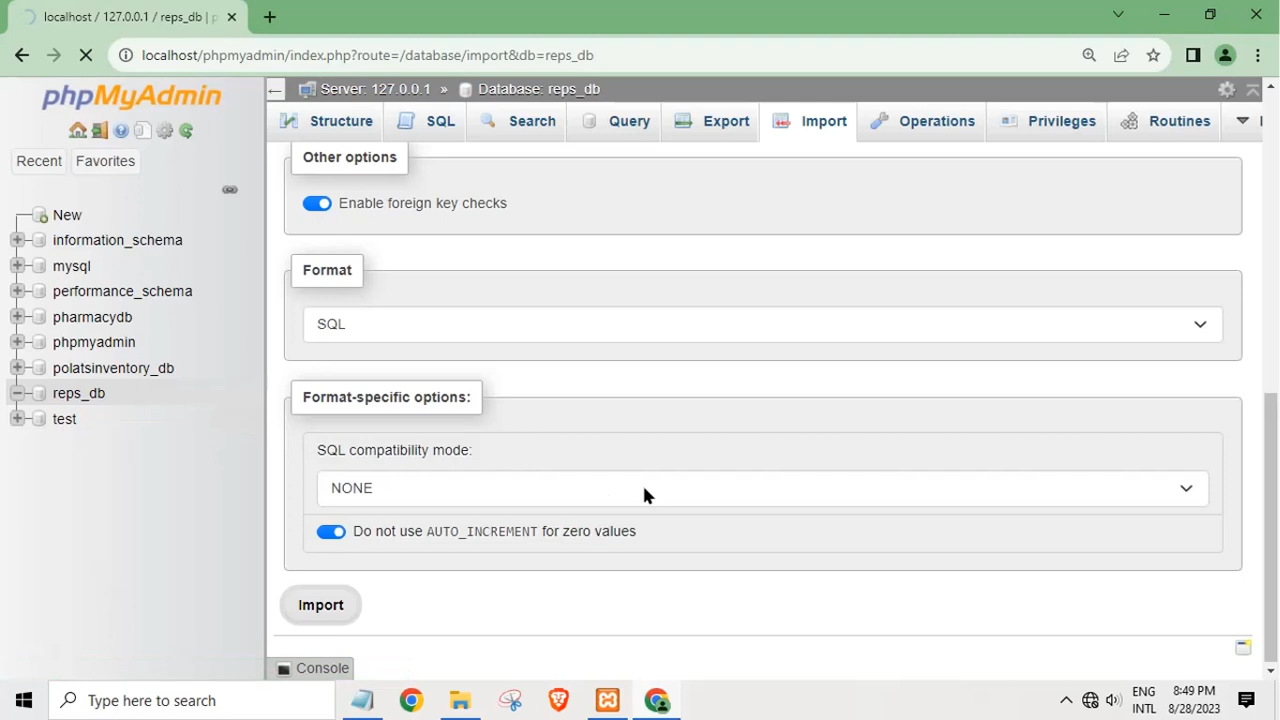 localhost / 127.0.0.1 / reps_db | p
localhost/phpmyadmin/index.php?route=/database/import&db=reps_db
phpMyAdmin
Recent
Favorites
New
information_schema
mysql
performance_schema
pharmacydb
phpmyadmin
polatsinventory_db
reps_db
test
Server: 127.0.0.1 » Database: reps_db
Structure
SQL
Search
Query
Export
Import
Operations
Privileges
Routines
Other options
Enable foreign key checks
Format
SQL
Format-specific options:
SQL compatibility mode:
NONE
Do not use AUTO_INCREMENT for zero values
Import
Console
Type here to search
ENG
INTL
8:49 PM
8/28/2023